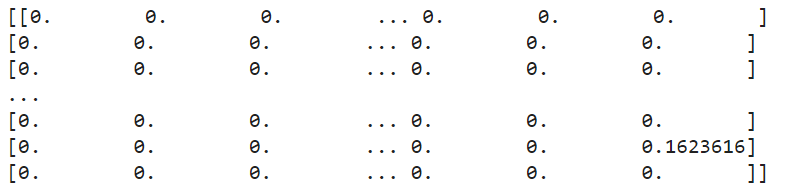 [[0. 0. 0. ... 0. 0. 0. ]
[0. 0. 0. ... 0. 0. 0. ]
[0. 0. 0. ... 0. 0. 0. ]
...
[0. 0. 0. ... 0. 0. 0. ]
[0. 0. 0. ... 0. 0. 0.1623616]
[0. 0. 0. ... 0. 0. 0. ]]